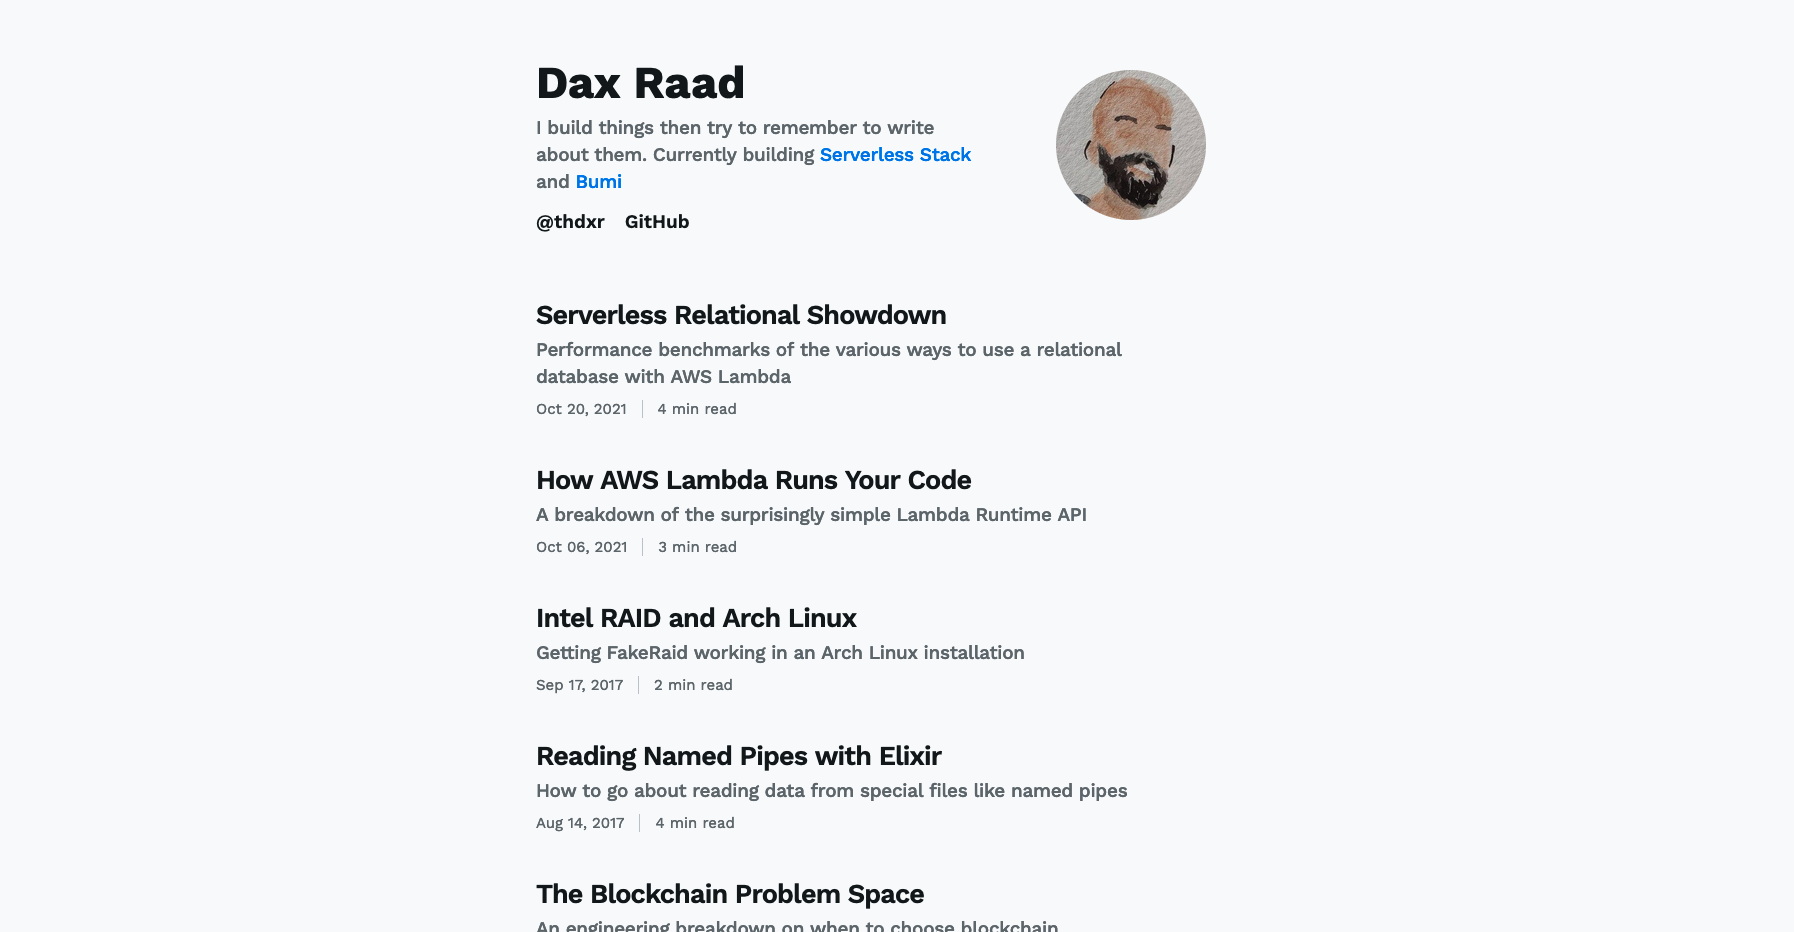 Dax Raad
I build things then try to remember to write
about them. Currently building Serverless Stack
and Bumi
@thdxr GitHub
Serverless Relational Showdown
Performance benchmarks of the various ways to use a relational
database with AWS Lambda
Oct 20, 2021 4 min read
How AWS Lambda Runs Your Code
A breakdown of the surprisingly simple Lambda Runtime API
Oct 06, 2021 3 min read
Intel RAID and Arch Linux
Getting FakeRaid working in an Arch Linux installation
Sep 17, 2017 2 min read
Reading Named Pipes with Elixir
How to go about reading data from special files like named pipes
Aug 14, 2017 4 min read
The Blockchain Problem Space
An engineering breakdown on when to choose blockchain